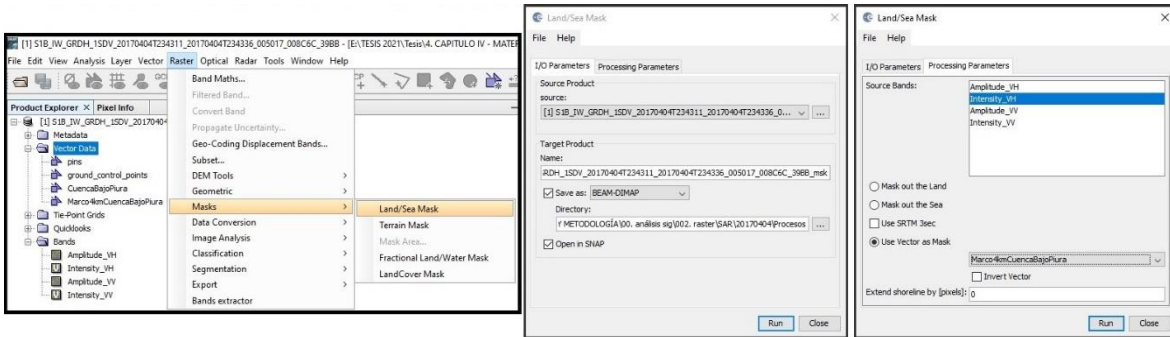 [1] S1B_IW_GRDH_1SDV_20170404T234311_20170404T234336_005017_008C6C_39BB - [E:\TESIS 2021\Tesis\4. CAPITULO IV - MATER
File Edit View Analysis Layer Vector Raster Optical Radar Tools Window Help
Product Explorer × Pixel Info
[1] S1B_IW_GRDH_1SDV_20170404
Metadata
Vector Data
pins
ground_control_points
CuencaBajoPiura
Marco4kmCuencaBajoPiura
Tie-Point Grids
Quicklooks
Bands
Amplitude_VH
Intensity_VH
Amplitude_VV
Intensity_VV
Band Maths...
Filtered Band...
Convert Band
Propagate Uncertainty...
Geo-Coding Displacement Bands...
Subset...
DEM Tools >
Geometric >
Masks >
Data Conversion >
Image Analysis >
Classification >
Segmentation >
Export >
Bands extractor
Land/Sea Mask
Terrain Mask
Mask Area...
Fractional Land/Water Mask
LandCover Mask
Land/Sea Mask
File Help
I/O Parameters Processing Parameters
Source Product
source:
[1] S1B_IW_GRDH_1SDV_20170404T234311_20170404T234336_0... ...
Target Product
Name:
RDH_1SDV_20170404T234311_20170404T234336_005017_008C6C_39BB_msk
Save as: BEAM-DIMAP
Directory:
METODOLOGÍA\00. análisis sig\002. raster\SAR\20170404\Procesos ...
Open in SNAP
Run Close
Land/Sea Mask
File Help
I/O Parameters Processing Parameters
Source Bands:
Amplitude_VH
Intensity_VH
Amplitude_VV
Intensity_VV
Mask out the Land
Mask out the Sea
Use SRTM 3sec
Use Vector as Mask
Marco4kmCuencaBajoPiura
Invert Vector
Extend shoreline by [pixels]: 0
Run Close